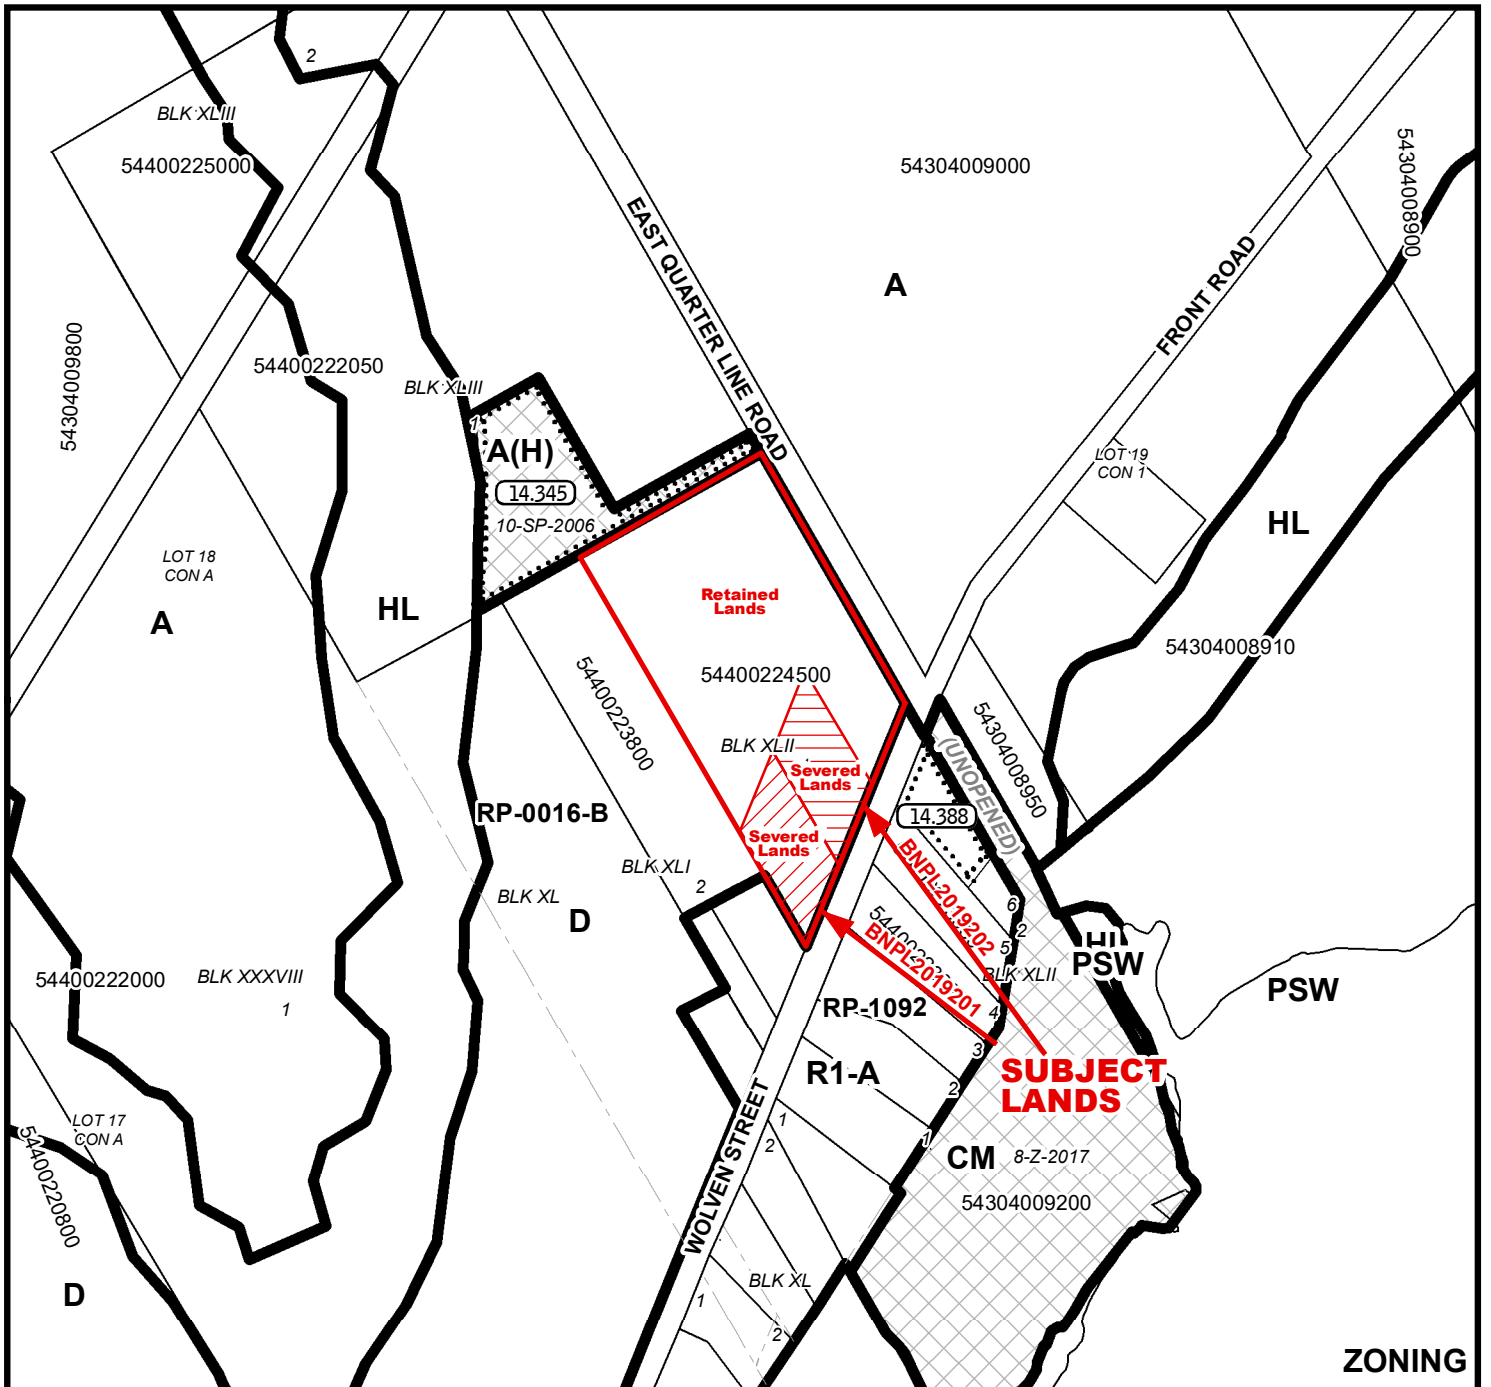 2
BLK XLIII
54400225000
54304009000
54304008900
EAST QUARTER LINE ROAD
A
FRONT ROAD
54304009800
54400222050
BLK XLIII
1
A(H)
14.345
10-SP-2006
LOT 19
CON 1
HL
LOT 18
CON A
A
HL
Retained
Lands
54304008910
54400224500
54400223800
BLK XLII
(UNOPENED)
54304008950
Severed
Lands
14.388
RP-0016-B
Severed
Lands
BLK XLI
2
BLK XL
D
BNPL2019202
BNPL2019201
6
2
5
BLK XLII
4
3
2
1
HL
PSW
PSW
54400222000
BLK XXXVIII
1
RP-1092
R1-A
SUBJECT
LANDS
LOT 17
CON A
54400220800
1
2
WOLVEN STREET
CM
8-Z-2017
54304009200
D
BLK XL
1
2
ZONING